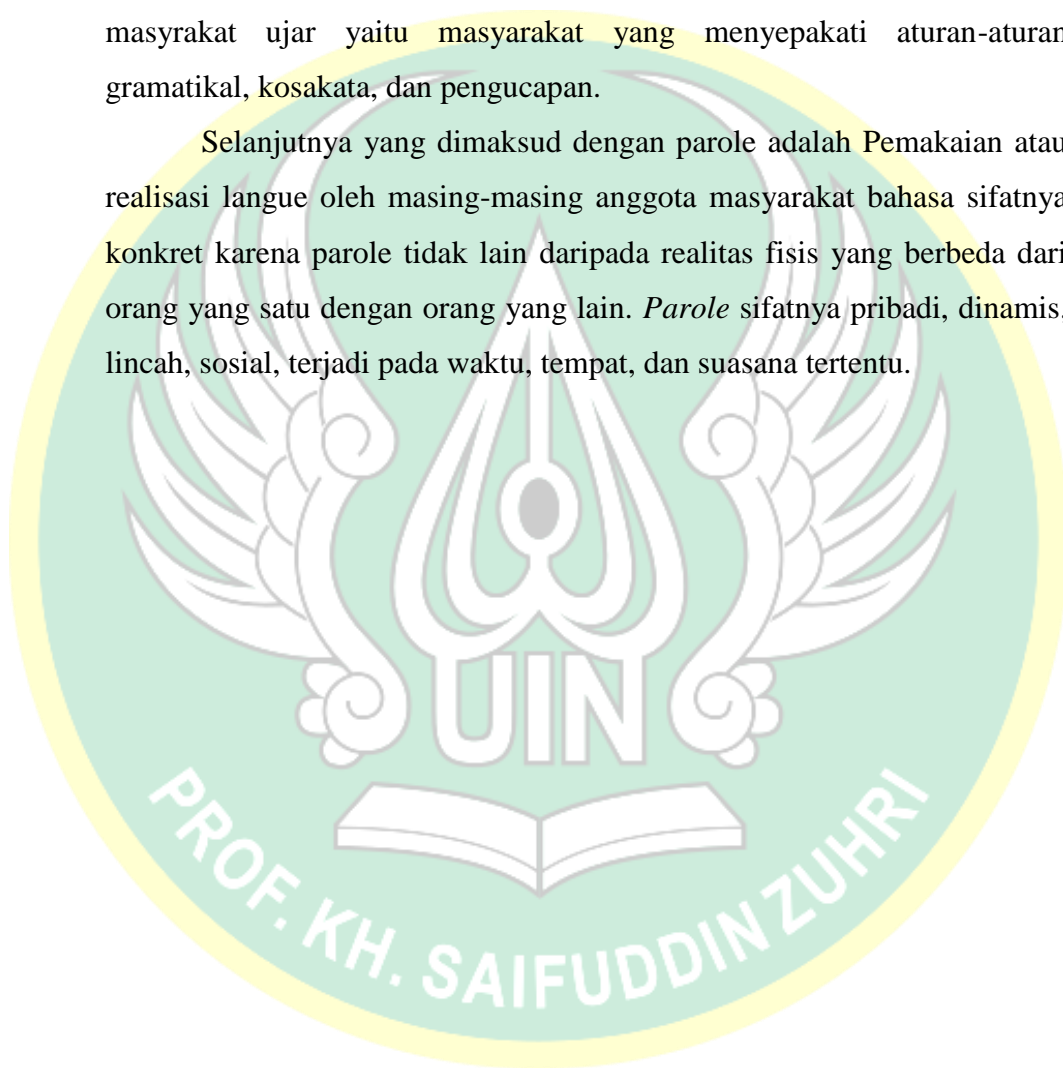 masyrakat ujar yaitu masyarakat yang menyepakati aturan-aturan
gramatikal, kosakata, dan pengucapan.
Selanjutnya yang dimaksud dengan parole adalah Pemakaian atau
realisasi langue oleh masing-masing anggota masyarakat bahasa sifatnya
konkret karena parole tidak lain daripada realitas fisis yang berbeda dari
orang yang satu dengan orang yang lain. Parole sifatnya pribadi, dinamis,
lincah, sosial, terjadi pada waktu, tempat, dan suasana tertentu.
UIN
PROF. KH. SAIFUDDIN ZUHRI